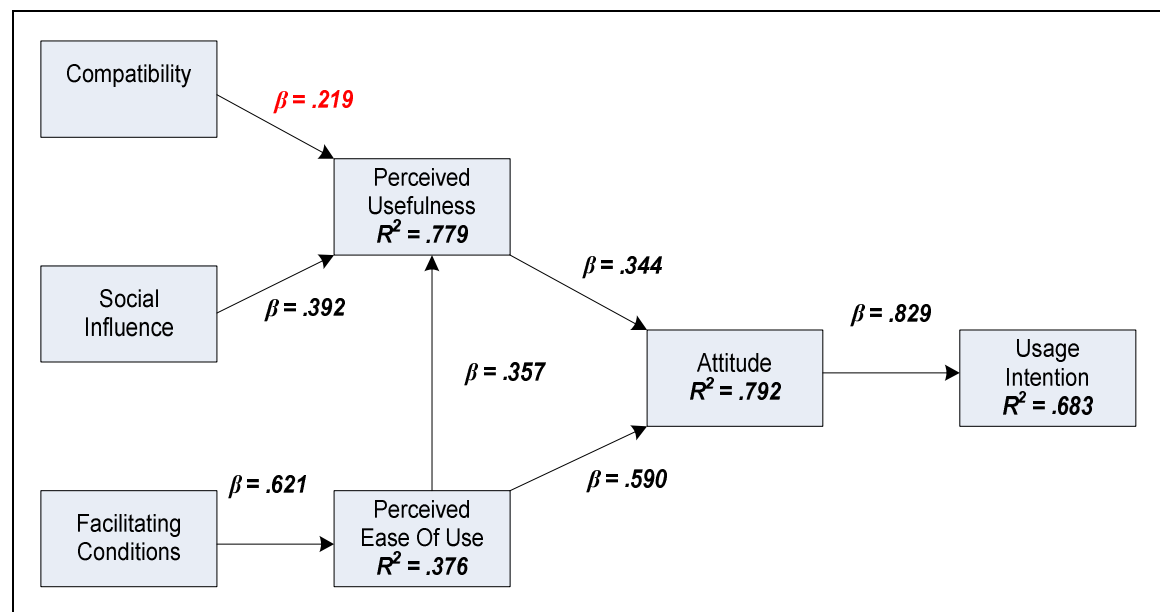 Compatibility
β = .219
Perceived
Usefulness
R² = .779
Social
Influence
β = .392
β = .344
β = .357
β = .829
Attitude
R² = .792
Usage
Intention
R² = .683
β = .590
β = .621
Facilitating
Conditions
Perceived
Ease Of Use
R² = .376